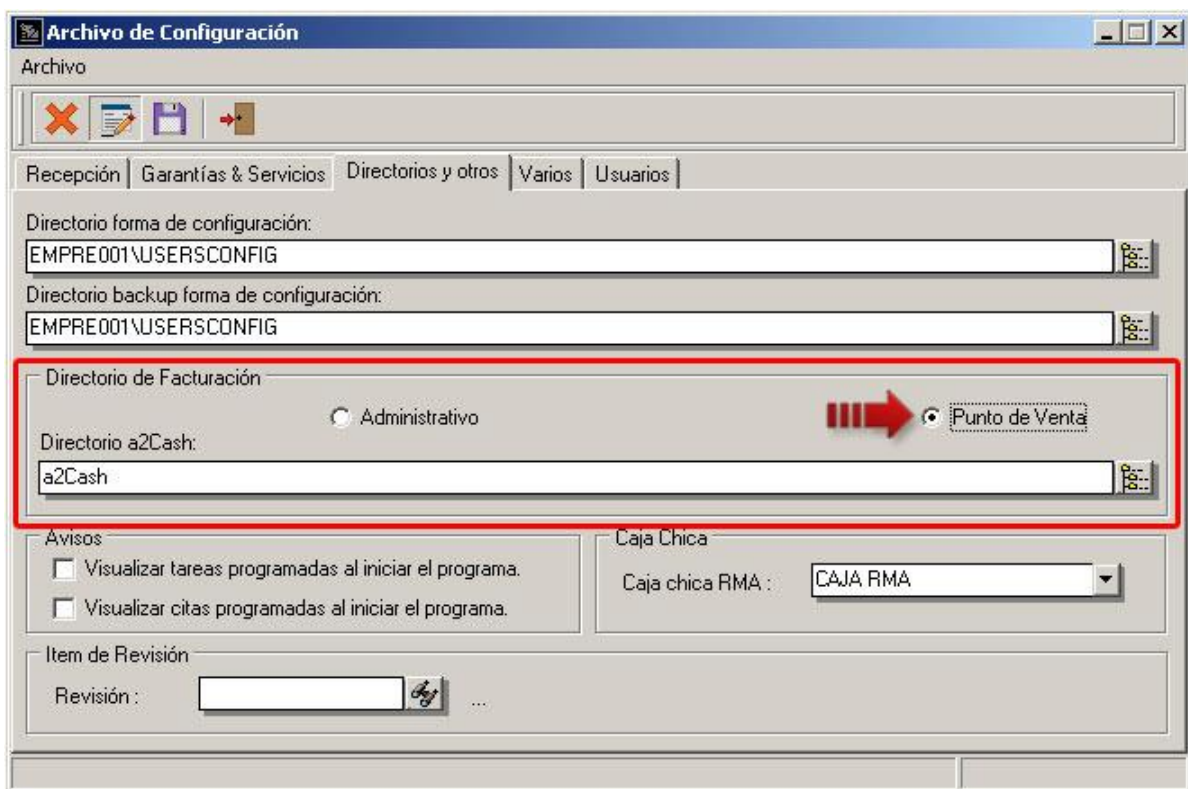 Archivo de Configuración
Archivo
Recepción Garantías & Servicios Directorios y otros Varios Usuarios
Directorio forma de configuración:
EMPRE001\USERSCONFIG
Directorio backup forma de configuración:
EMPRE001\USERSCONFIG
Directorio de Facturación
Administrativo Punto de Venta
Directorio a2Cash:
a2Cash
Avisos
Visualizar tareas programadas al iniciar el programa.
Visualizar citas programadas al iniciar el programa.
Caja Chica
Caja chica RMA : CAJA RMA
Item de Revisión
Revisión : ...